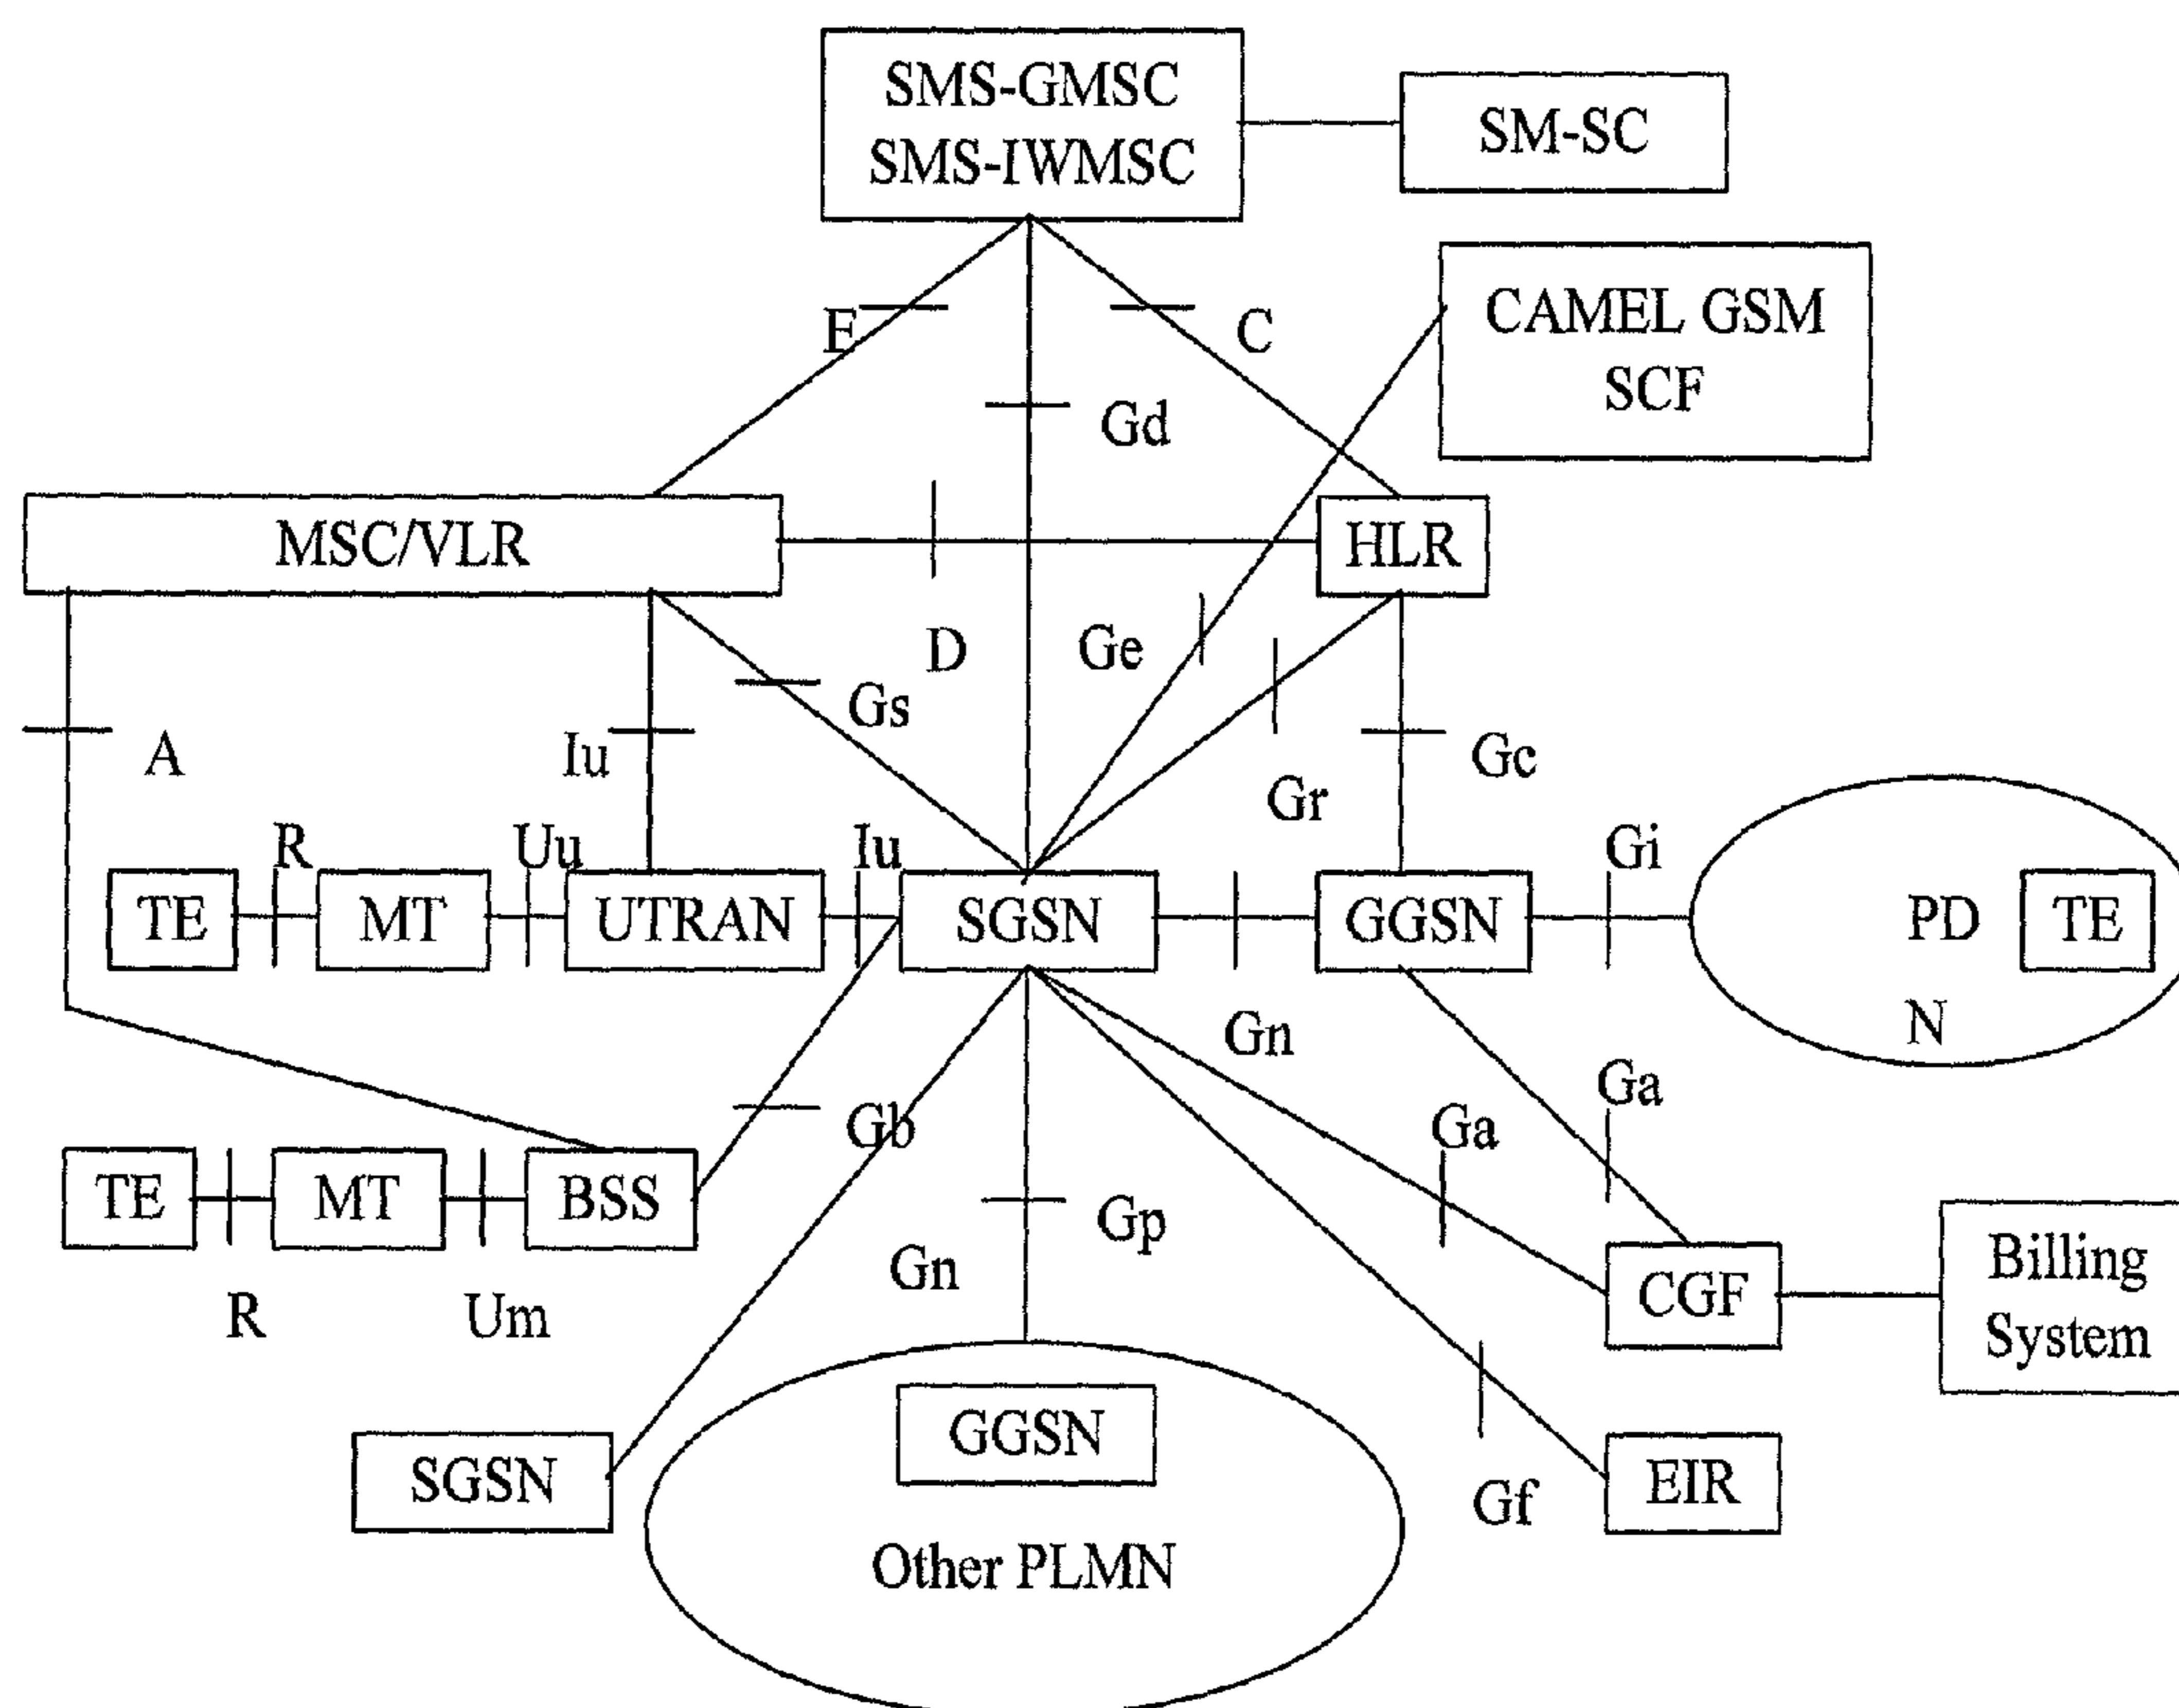 SMS-GMSC
SMS-IWMSC
SM-SC
CAMEL GSM
SCF
E
C
Gd
MSC/VLR
HLR
D
Ge
Gs
A
Iu
Gr
Gc
R
Uu
Iu
Gi
TE
MT
UTRAN
SGSN
GGSN
PD
N
TE
Gn
Ga
Gb
Ga
TE
MT
BSS
Gp
Gn
R
Um
CGF
Billing
System
GGSN
SGSN
Gf
EIR
Other PLMN